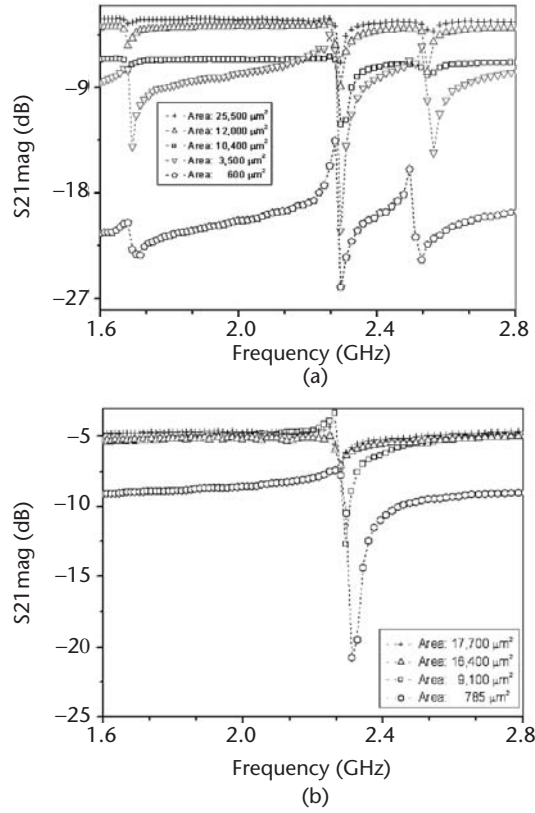 S21mag (dB)
−9
−18
−27
Area: 25,500 μm²
Area: 12,000 μm²
Area: 10,400 μm²
Area: 3,500 μm²
Area: 600 μm²
1.6 2.0 2.4 2.8
Frequency (GHz)
(a)
S21mag (dB)
−5
−10
−15
−20
−25
Area: 17,700 μm²
Area: 16,400 μm²
Area: 9,100 μm²
Area: 785 μm²
1.6 2.0 2.4 2.8
Frequency (GHz)
(b)